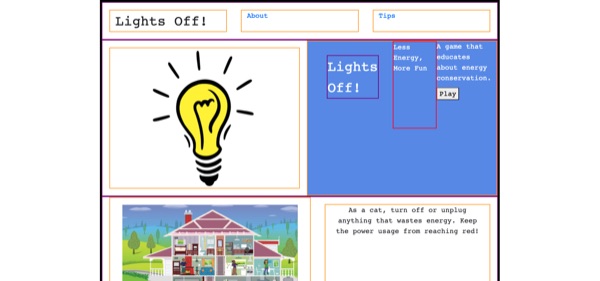 Lights Off!
About
Tips
Lights
Off!
Less
Energy,
More Fun
A game that
educates
about energy
conservation.
Play
As a cat, turn off or unplug
anything that wastes energy. Keep
the power usage from reaching red!